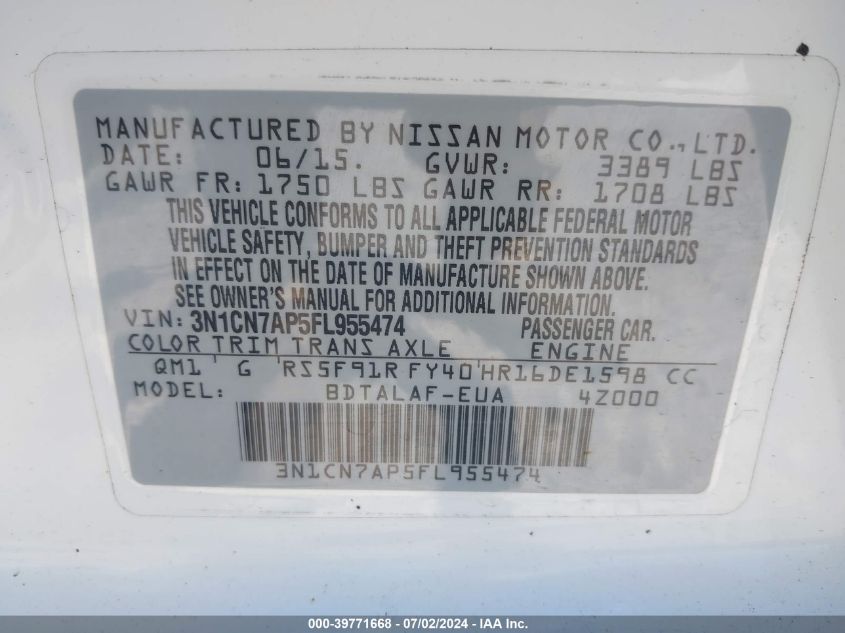 MANUFACTURED BY NISSAN MOTOR CO., LTD.
DATE: 06/15. GVWR: 3389 LBS
GAWR FR: 1750 LBS GAWR RR: 1708 LBS
THIS VEHICLE CONFORMS TO ALL APPLICABLE FEDERAL MOTOR
VEHICLE SAFETY, BUMPER AND THEFT PREVENTION STANDARDS
IN EFFECT ON THE DATE OF MANUFACTURE SHOWN ABOVE.
SEE OWNER'S MANUAL FOR ADDITIONAL INFORMATION.
VIN: 3N1CN7AP5FL955474 PASSENGER CAR.
COLOR TRIM TRANS AXLE ENGINE
QM1 ' G 'RS5F91R FY40'HR16DE1598 CC
MODEL: BDTALAF-EUA 4Z000
3N1CN7AP5FL955474
000-39771668 - 07/02/2024 - IAA Inc.